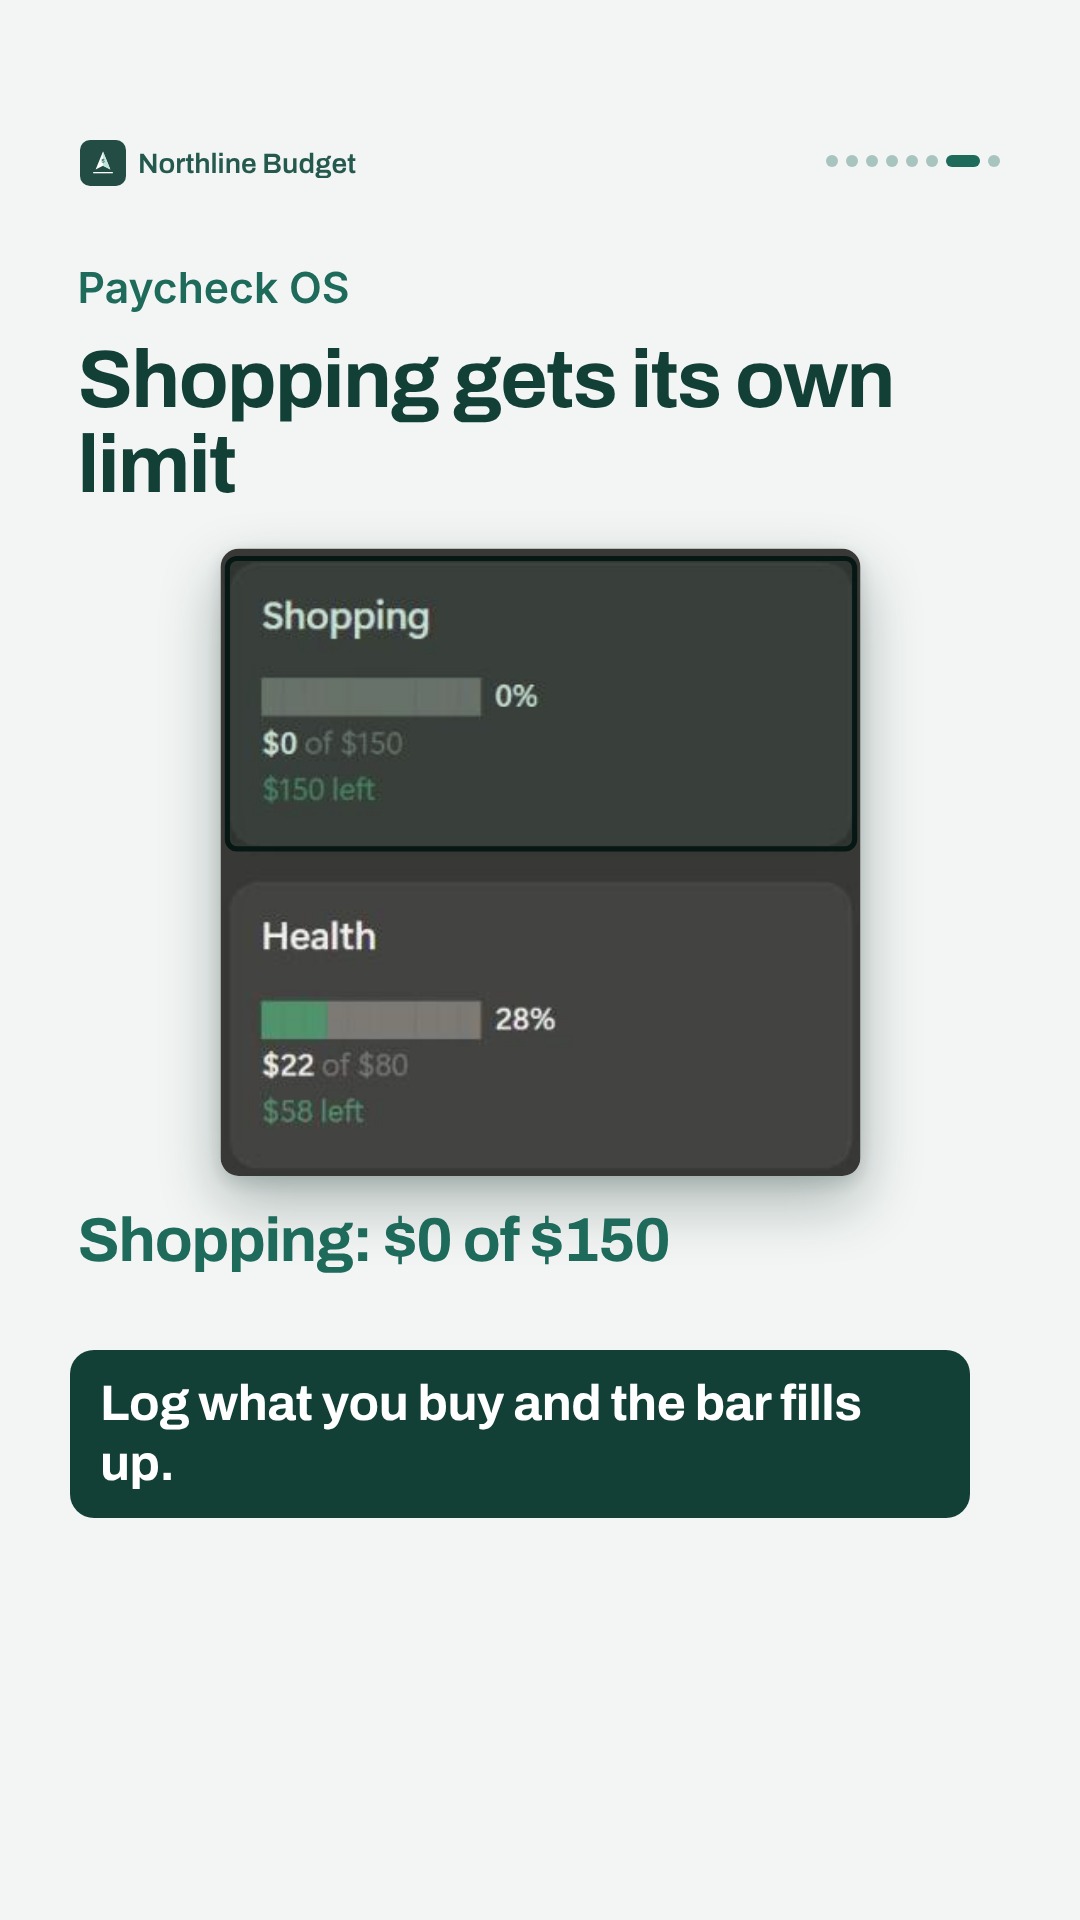 Northline Budget
Paycheck OS
Shopping gets its own
limit
Shopping
0%
$0 of $150
$150 left
Health
28%
$22 of $80
$58 left
Shopping: $0 of $150
Log what you buy and the bar fills
up.